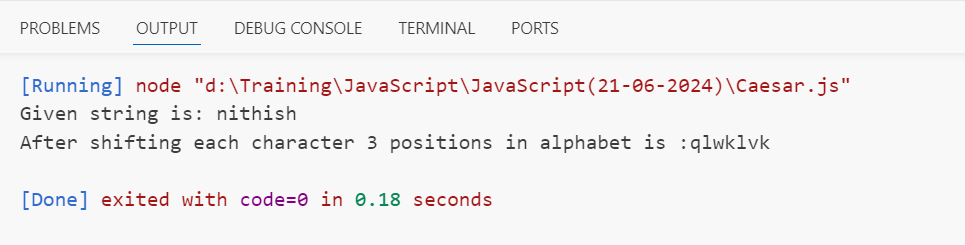 PROBLEMS OUTPUT DEBUG CONSOLE TERMINAL PORTS
[Running] node "d:\Training\JavaScript\JavaScript(21-06-2024)\Caesar.js"
Given string is: nithish
After shifting each character 3 positions in alphabet is :qlwklvk
[Done] exited with code=0 in 0.18 seconds